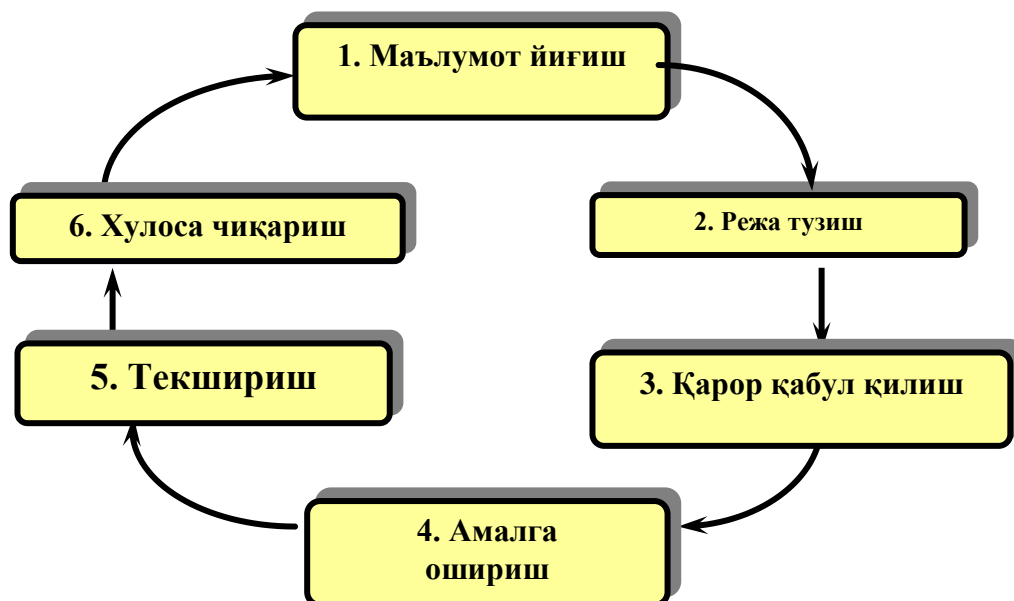 1. Маълумот йиғиш
2. Режа тузиш
3. Қарор қабул қилиш
4. Амалга
ошириш
5. Текшириш
6. Хулоса чиқариш